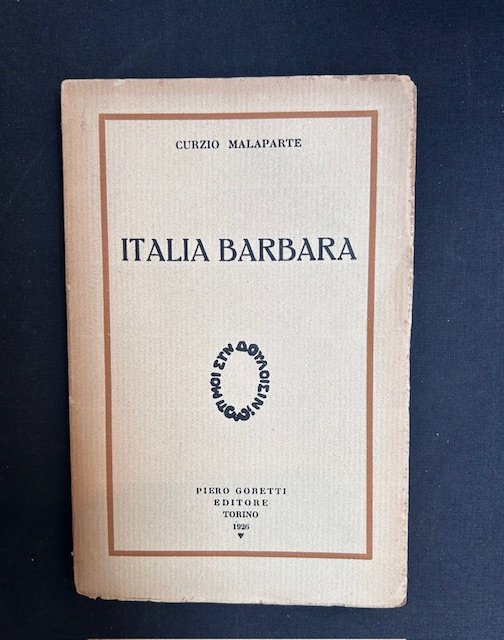 CURZIO MALAPARTE
ITALIA BARBARA
ΤΙ ΜΟΙ ΣΥΝ ΔΟΥΛΟΙΣΙΝ
PIERO GOBETTI
EDITORE
TORINO
1926